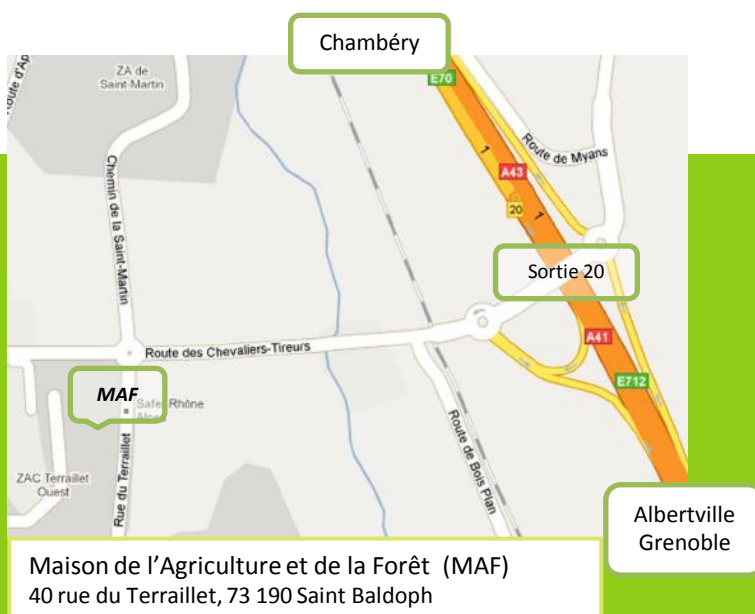 Chambéry
ZA de
Saint-Martin
E70
Route de Myans
1
A43
Chemin de la Saint-Martin
20
1
Sortie 20
Route des Chevaliers-Tireurs
A41
MAF
Safer Rhône
Alpes
E712
Route de Bois Plan
Rue du Terraillet
ZAC Terraillet
Ouest
Albertville
Grenoble
Maison de l’Agriculture et de la Forêt (MAF)
40 rue du Terraillet, 73 190 Saint Baldoph